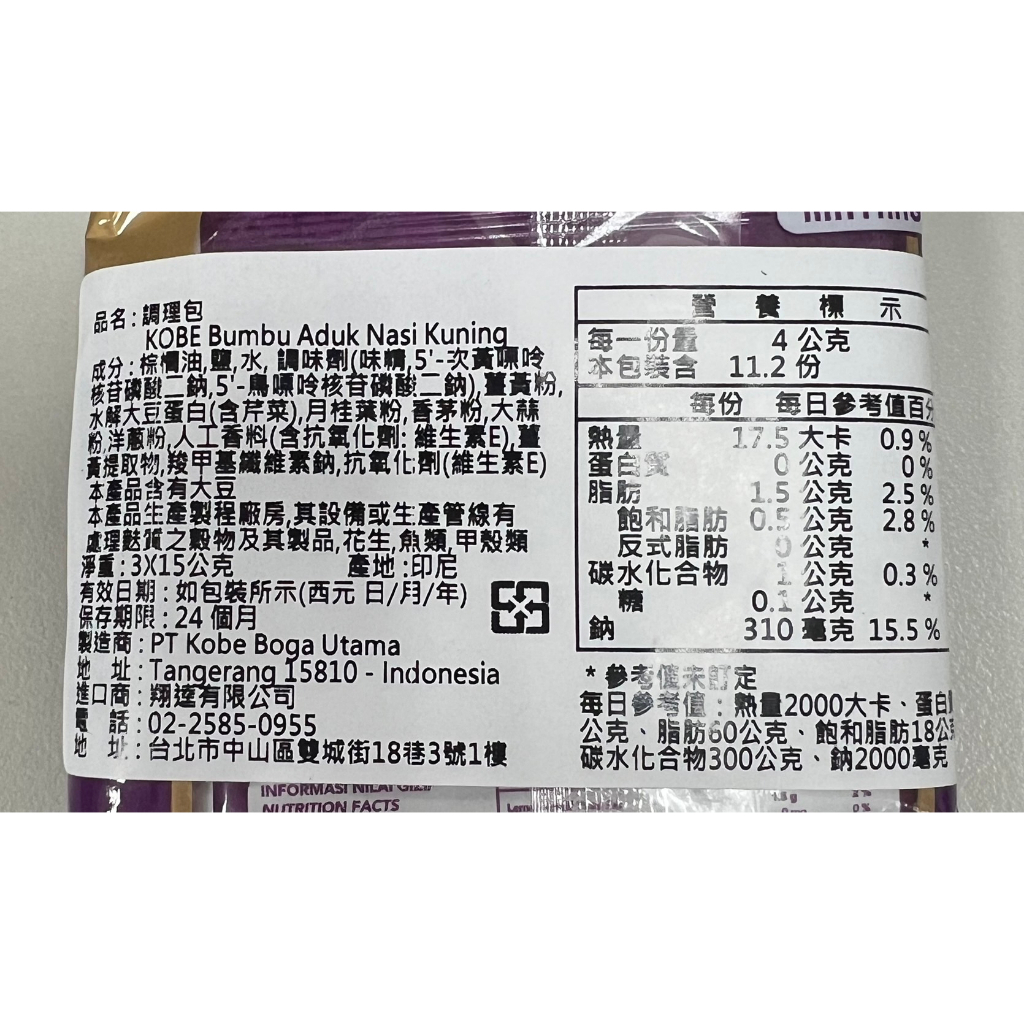 品名:調理包
KOBE Bumbu Aduk Nasi Kuning
成分:棕櫚油,鹽,水, 調味劑(味精,5'-次黃嘌呤
核苷磷酸二鈉,5'-鳥嘌呤核苷磷酸二鈉),薑黃粉,
水解大豆蛋白(含芹菜),月桂葉粉,香茅粉,大蒜
粉,洋蔥粉,人工香料(含抗氧化劑: 維生素E),薑
黃提取物,羧甲基纖維素鈉,抗氧化劑(維生素E)
本產品含有大豆
本產品生產製程廠房,其設備或生產管線有
處理麩質之穀物及其製品,花生,魚類,甲殼類
淨重:3X15公克 產地:印尼
有效日期:如包裝所示(西元 日/月/年)
保存期限:24個月
製造商:PT Kobe Boga Utama
地 址:Tangerang 15810 - Indonesia
進口商:翔達有限公司
電 話:02-2585-0955
地 址:台北市中山區雙城街18巷3號1樓
營養標示
每一份量 4 公克
本包裝含 11.2 份
每份 每日參考值百分
熱量 17.5 大卡 0.9 %
蛋白質 0 公克 0 %
脂肪 1.5 公克 2.5 %
飽和脂肪 0.5 公克 2.8 %
反式脂肪 0 公克 *
碳水化合物 1 公克 0.3 %
糖 0.1 公克 *
鈉 310 毫克 15.5 %
* 參考值未訂定
每日參考值:熱量2000大卡、蛋白
公克、脂肪60公克、飽和脂肪18公
碳水化合物300公克、鈉2000毫克
INFORMASI NILAI GIZI
NUTRITION FACTS